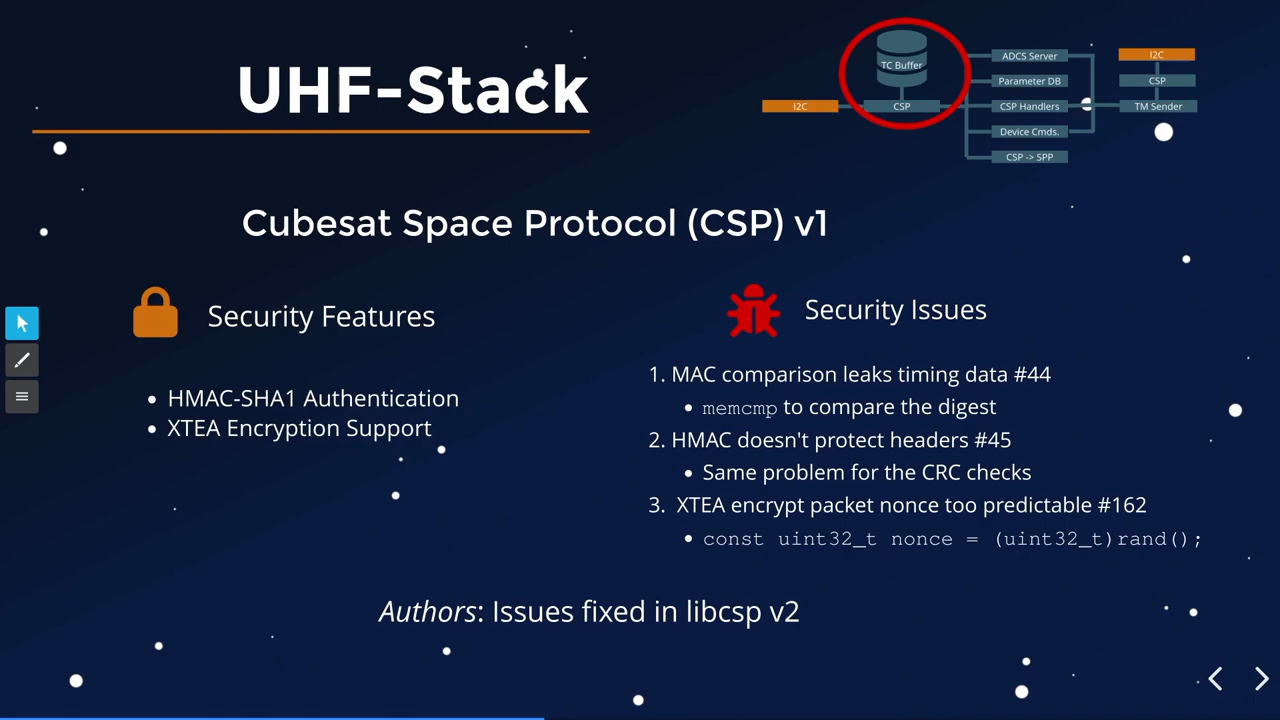 UHF-Stack
TC Buffer
I2C
CSP
ADCS Server
Parameter DB
CSP Handlers
Device Cmds.
CSP -> SPP
I2C
CSP
TM Sender
Cubesat Space Protocol (CSP) v1
Security Features
• HMAC-SHA1 Authentication
• XTEA Encryption Support
Security Issues
1. MAC comparison leaks timing data #44
• memcmp to compare the digest
2. HMAC doesn't protect headers #45
• Same problem for the CRC checks
3. XTEA encrypt packet nonce too predictable #162
• const uint32_t nonce = (uint32_t)rand();
Authors: Issues fixed in libcsp v2